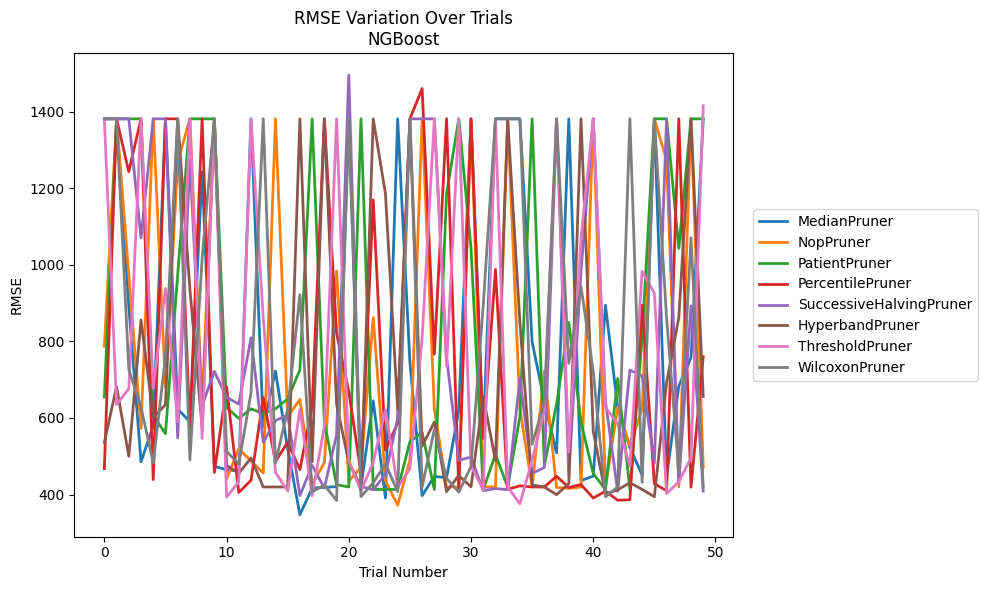 RMSE Variation Over Trials
NGBoost
RMSE
1400
1200
1000
800
600
400
0
10
20
30
40
50
Trial Number
MedianPruner
NopPruner
PatientPruner
PercentilePruner
SuccessiveHalvingPruner
HyperbandPruner
ThresholdPruner
WilcoxonPruner